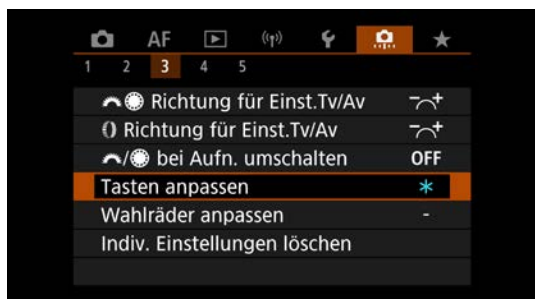 AF
1 2 3 4 5
Richtung für Einst.Tv/Av -+
Richtung für Einst.Tv/Av -+
/ bei Aufn. umschalten OFF
Tasten anpassen *
Wahlräder anpassen -
Indiv. Einstellungen löschen